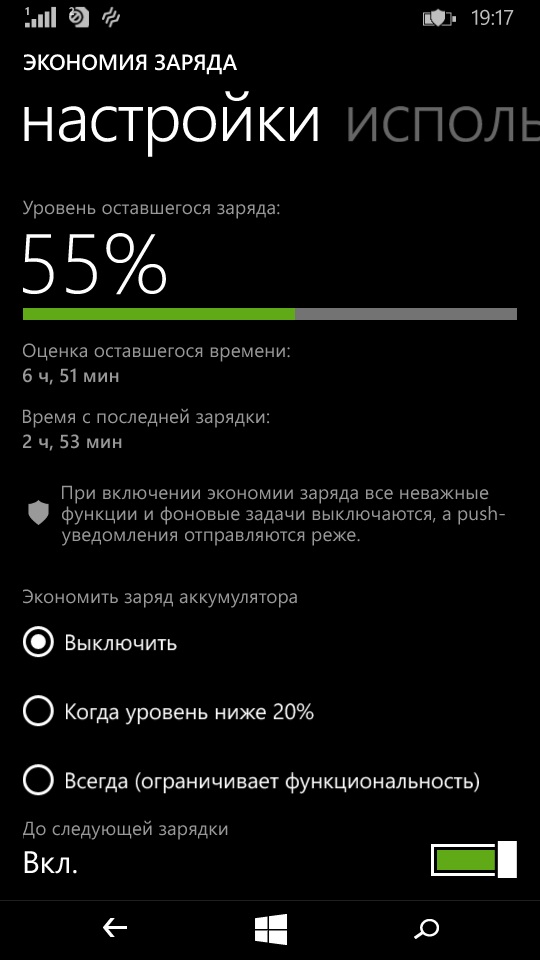 1
19:17
ЭКОНОМИЯ ЗАРЯДА
настройки исполь
Уровень оставшегося заряда:
55%
Оценка оставшегося времени:
6 ч, 51 мин
Время с последней зарядки:
2 ч, 53 мин
При включении экономии заряда все неважные
функции и фоновые задачи выключаются, а push-
уведомления отправляются реже.
Экономить заряд аккумулятора
Выключить
Когда уровень ниже 20%
Всегда (ограничивает функциональность)
До следующей зарядки
Вкл.